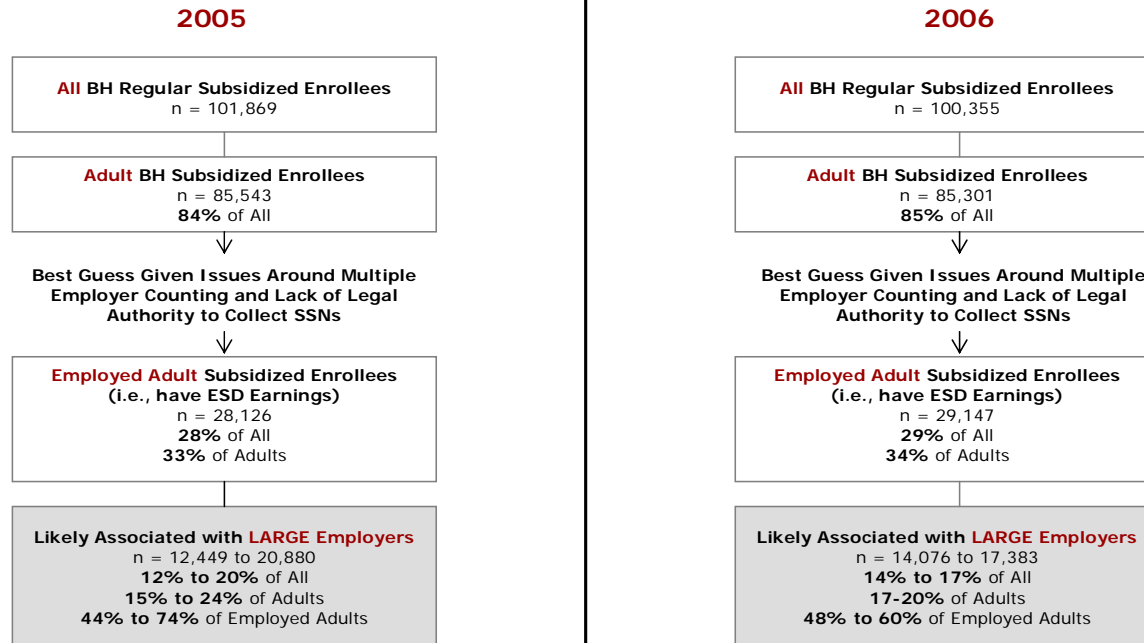 2005
All BH Regular Subsidized Enrollees
n = 101,869
Adult BH Subsidized Enrollees
n = 85,543
84% of All
Best Guess Given Issues Around Multiple
Employer Counting and Lack of Legal
Authority to Collect SSNs
Employed Adult Subsidized Enrollees
(i.e., have ESD Earnings)
n = 28,126
28% of All
33% of Adults
Likely Associated with LARGE Employers
n = 12,449 to 20,880
12% to 20% of All
15% to 24% of Adults
44% to 74% of Employed Adults
2006
All BH Regular Subsidized Enrollees
n = 100,355
Adult BH Subsidized Enrollees
n = 85,301
85% of All
Best Guess Given Issues Around Multiple
Employer Counting and Lack of Legal
Authority to Collect SSNs
Employed Adult Subsidized Enrollees
(i.e., have ESD Earnings)
n = 29,147
29% of All
34% of Adults
Likely Associated with LARGE Employers
n = 14,076 to 17,383
14% to 17% of All
17-20% of Adults
48% to 60% of Employed Adults